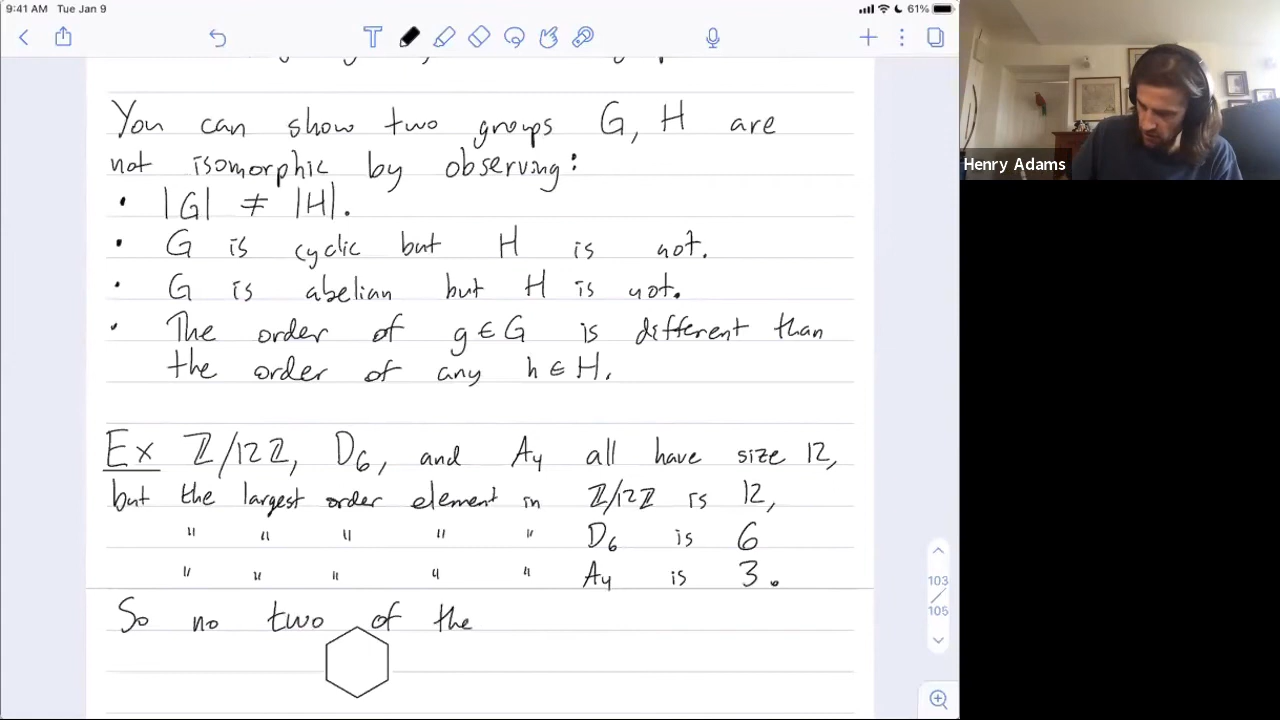 9:41 AM Tue Jan 9
61%
You can show two groups G, H are
not isomorphic by observing:
• |G| ≠ |H|.
• G is cyclic but H is not.
• G is abelian but H is not.
• The order of g ∈ G is different than
the order of any h ∈ H.
Ex ℤ/12ℤ, D₆, and A₄ all have size 12,
but the largest order element in ℤ/12ℤ is 12,
" " " " " D₆ is 6
" " " " " A₄ is 3.
So no two of the
103
/
105
Henry Adams